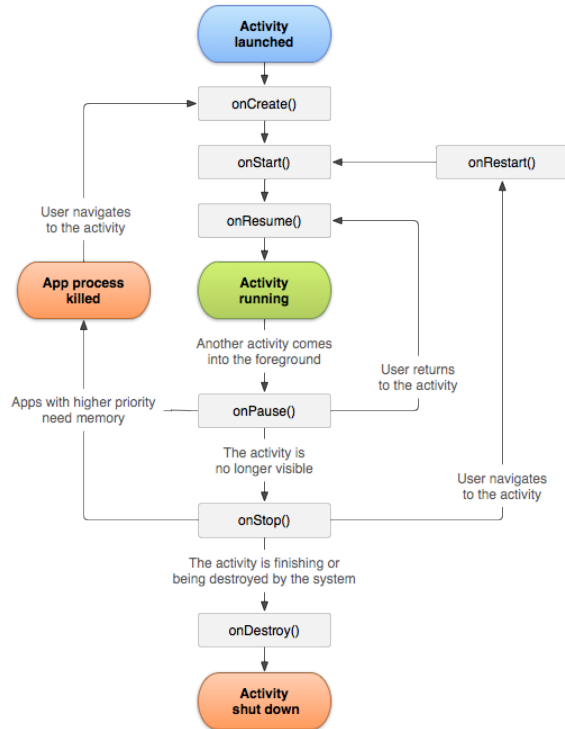 Activity
launched
onCreate()
onStart()
onRestart()
User navigates
to the activity
onResume()
App process
killed
Activity
running
Another activity comes
into the foreground
User returns
to the activity
Apps with higher priority
need memory
onPause()
The activity is
no longer visible
User navigates
to the activity
onStop()
The activity is finishing or
being destroyed by the system
onDestroy()
Activity
shut down